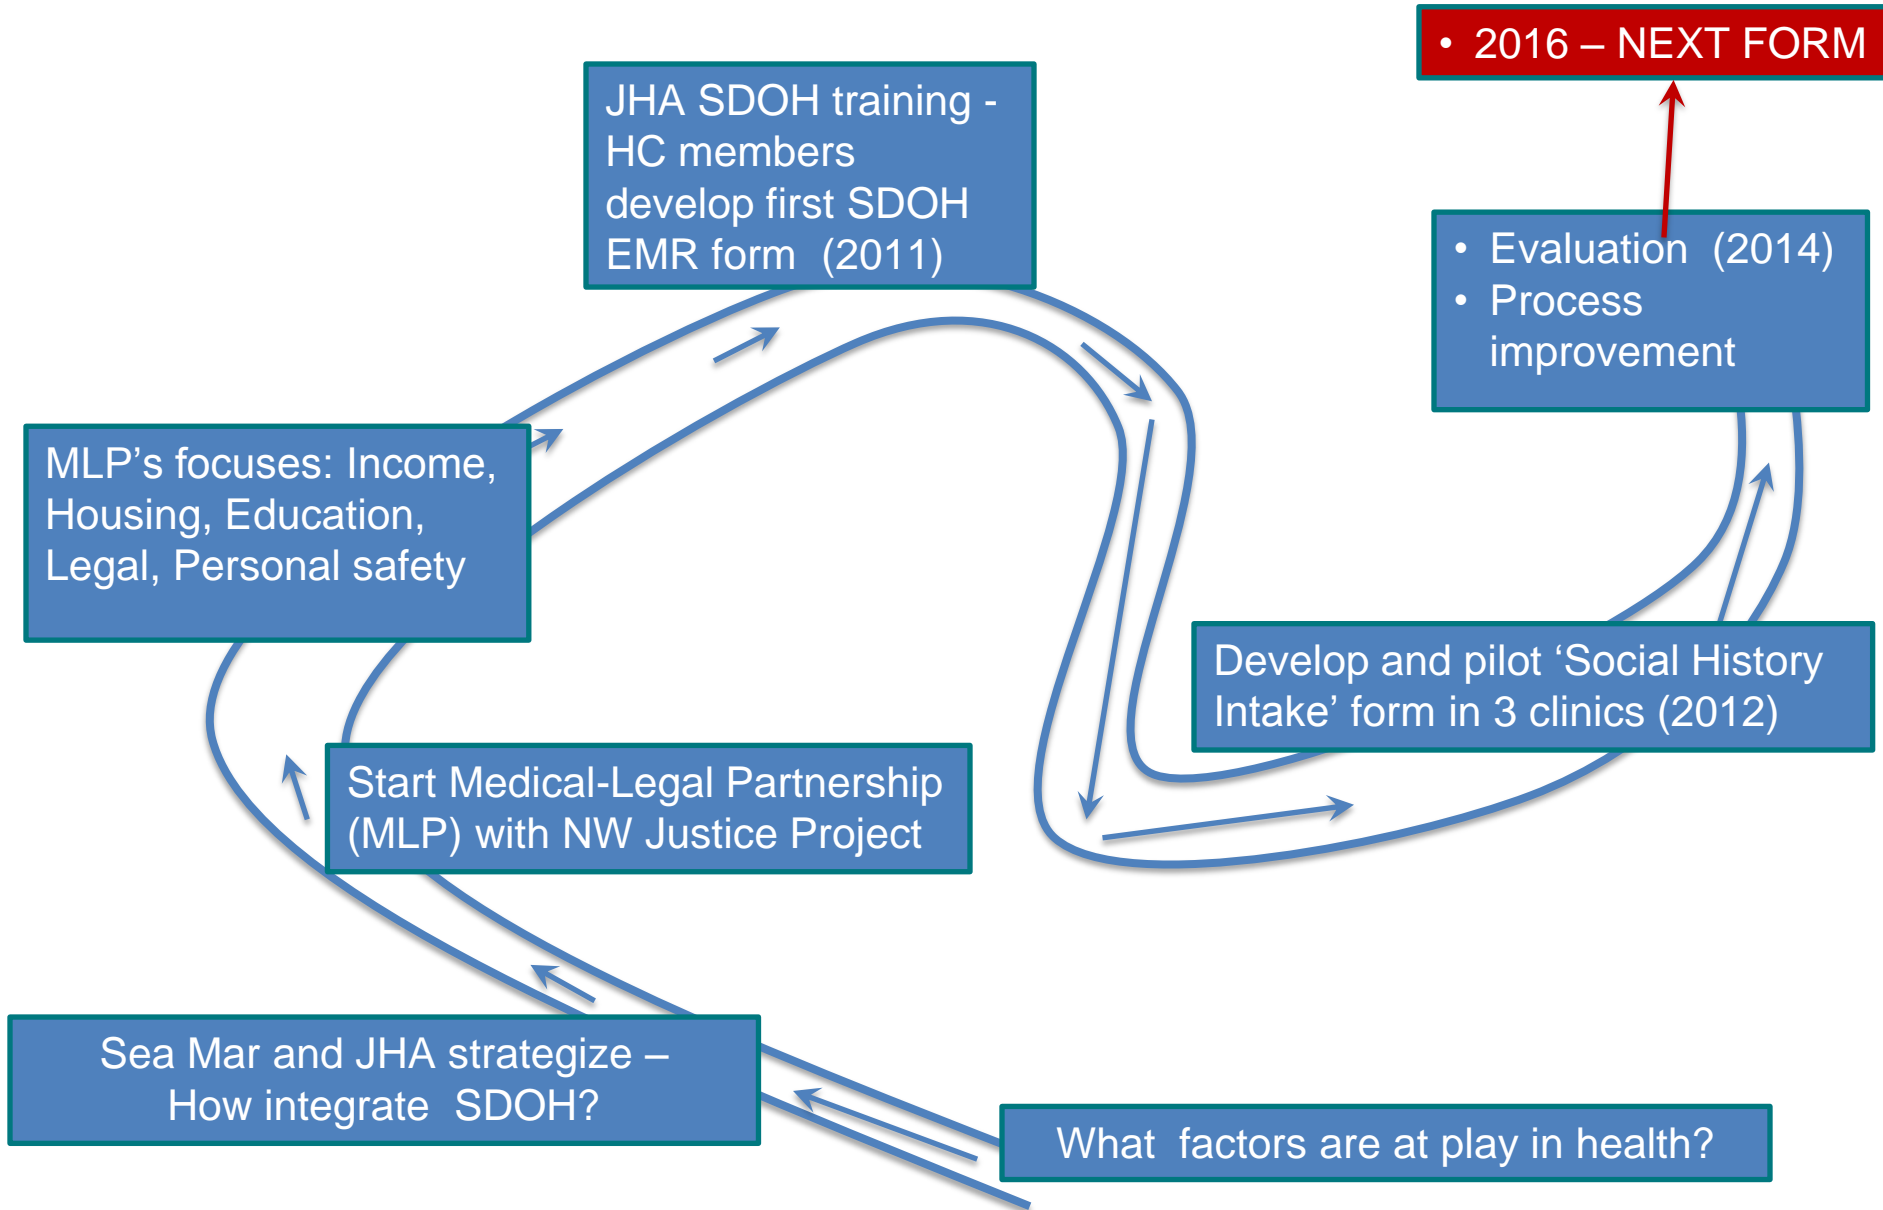 • 2016 – NEXT FORM
JHA SDOH training -
HC members
develop first SDOH
EMR form (2011)
• Evaluation (2014)
• Process
improvement
MLP’s focuses: Income,
Housing, Education,
Legal, Personal safety
Develop and pilot ‘Social History
Intake’ form in 3 clinics (2012)
Start Medical-Legal Partnership
(MLP) with NW Justice Project
Sea Mar and JHA strategize –
How integrate SDOH?
What factors are at play in health?